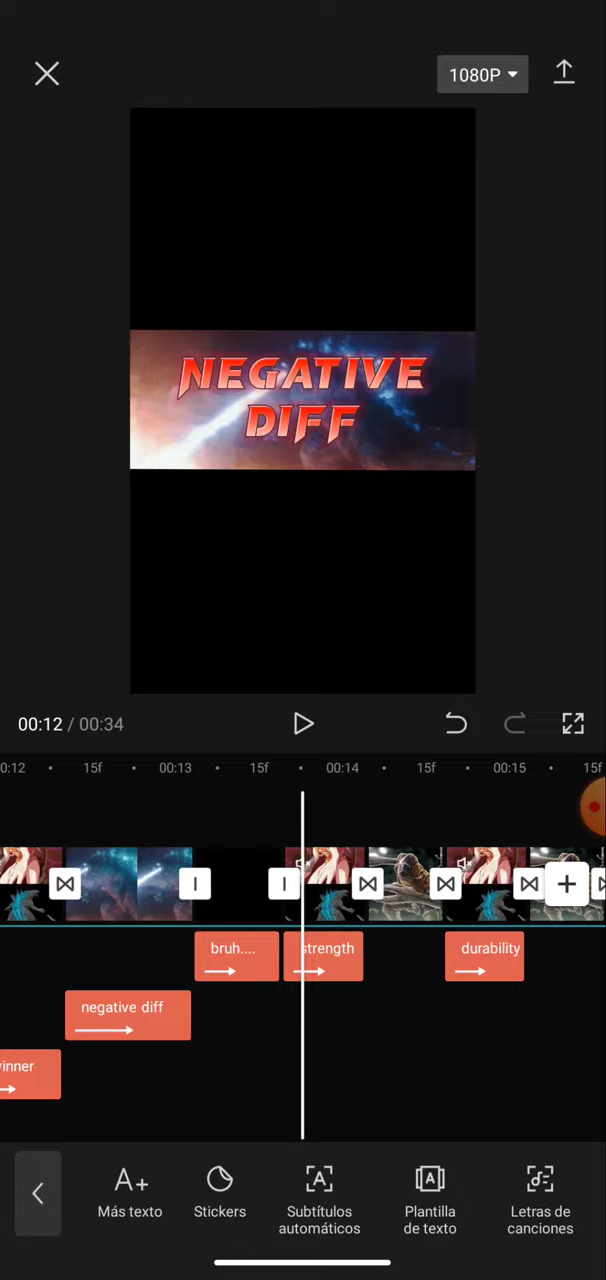 1080P
NEGATIVE
DIFF
00:12 / 00:34
0:12 15f 00:13 15f 00:14 15f 00:15 15f
bruh.... strength durability
negative diff
inner
A+
Más texto
Stickers
A
Subtítulos
automáticos
A
Plantilla
de texto
Letras de
canciones